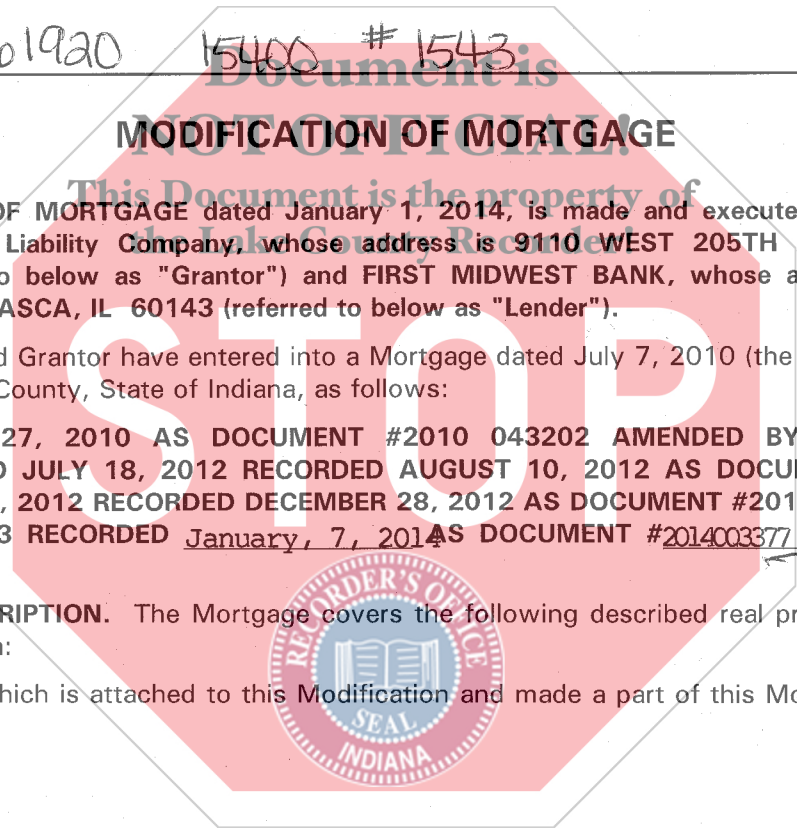 1920 15400 # 1543
Document is
MODIFICATION OF MORTGAGE
NOT OFFICIAL!
This Document is the property of
OF MORTGAGE dated January 1, 2014, is made and execute
the Lake County Recorder!
Liability Company, whose address is 9110 WEST 205TH
o below as "Grantor") and FIRST MIDWEST BANK, whose a
ASCA, IL 60143 (referred to below as "Lender").
STOP
d Grantor have entered into a Mortgage dated July 7, 2010 (the
County, State of Indiana, as follows:
27, 2010 AS DOCUMENT #2010 043202 AMENDED BY
D JULY 18, 2012 RECORDED AUGUST 10, 2012 AS DOCU
, 2012 RECORDED DECEMBER 28, 2012 AS DOCUMENT #201
3 RECORDED January, 7, 2014 AS DOCUMENT #2014003377
RIPTION. The Mortgage covers the following described real pr
n:
hich is attached to this Modification and made a part of this Mo
RECORDER'S OFFICE
SEAL
INDIANA